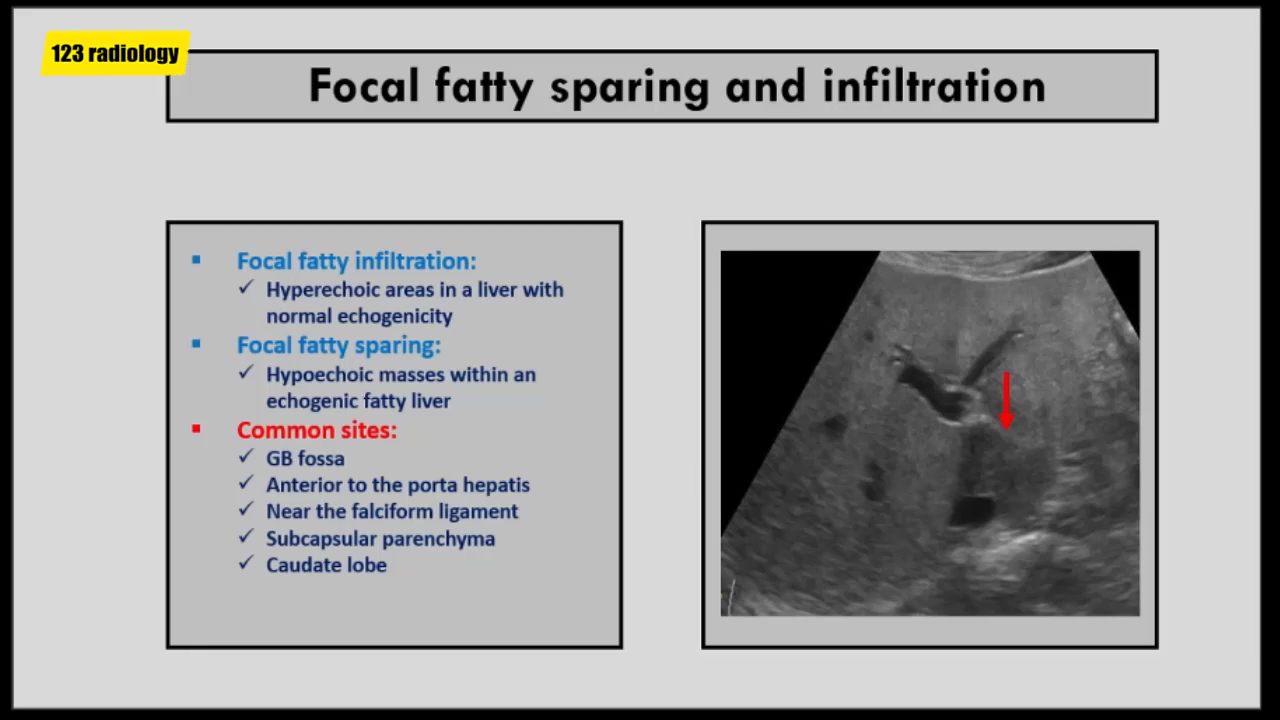 123 radiology
Focal fatty sparing and infiltration
▪ Focal fatty infiltration:
✓ Hyperechoic areas in a liver with
normal echogenicity
▪ Focal fatty sparing:
✓ Hypoechoic masses within an
echogenic fatty liver
▪ Common sites:
✓ GB fossa
✓ Anterior to the porta hepatis
✓ Near the falciform ligament
✓ Subcapsular parenchyma
✓ Caudate lobe